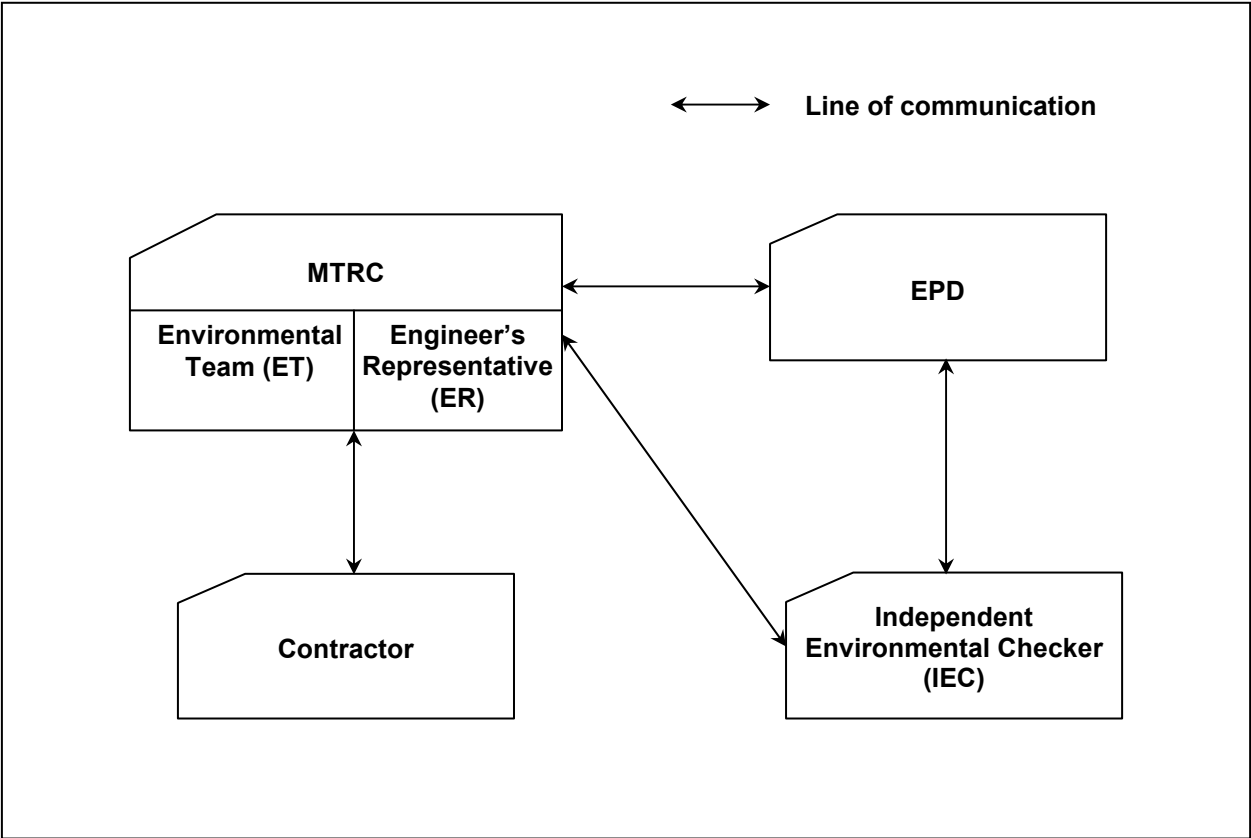 Line of communication
MTRC
Environmental
Team (ET)
Engineer’s
Representative
(ER)
EPD
Contractor
Independent
Environmental Checker
(IEC)